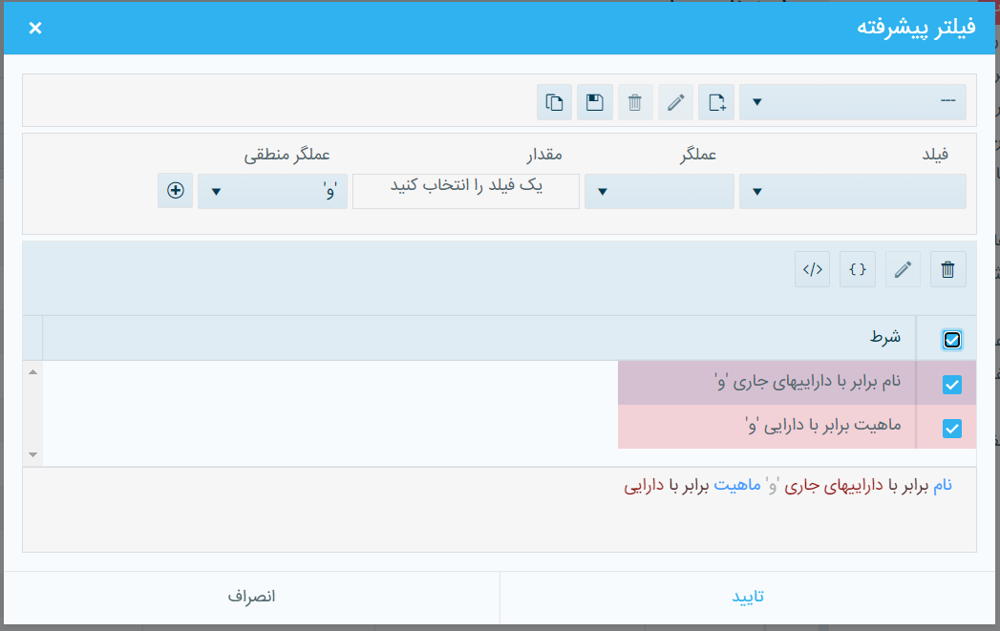 فیلتر پیشرفته
---
فیلد عملگر مقدار عملگر منطقی
یک فیلد را انتخاب کنید 'و'
{ } </>
شرط
نام برابر با داراییهای جاری 'و'
ماهیت برابر با دارایی 'و'
نام برابر با داراییهای جاری 'و' ماهیت برابر با دارایی
تایید انصراف